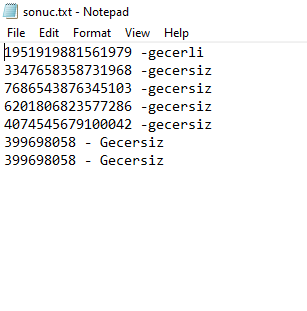 sonuc.txt - Notepad
File Edit Format View Help
1951919881561979 -gecerli
3347658358731968 -gecersiz
7686543876345103 -gecersiz
6201806823577286 -gecersiz
4074545679100042 -gecersiz
399698058 - Gecersiz
399698058 - Gecersiz